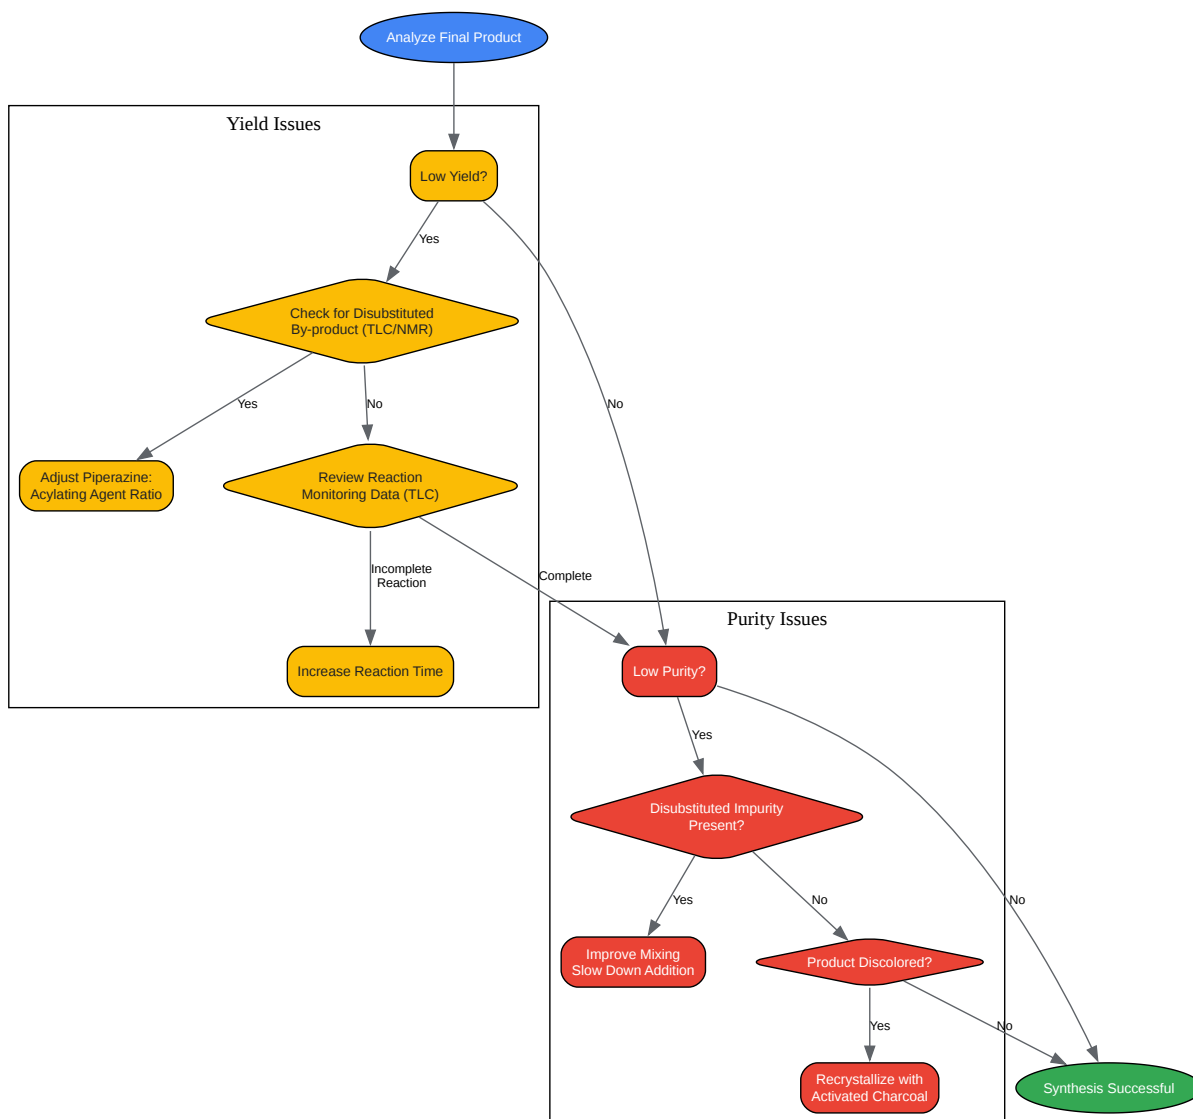 Analyze Final Product
Yield Issues
Low Yield?
Yes
Check for Disubstituted
By-product (TLC/NMR)
Yes
No
No
Adjust Piperazine:
Acylating Agent Ratio
Review Reaction
Monitoring Data (TLC)
Incomplete
Reaction
Complete
Purity Issues
Increase Reaction Time
Low Purity?
Yes
Disubstituted Impurity
Present?
Yes
No
No
Improve Mixing
Slow Down Addition
Product Discolored?
Yes
No
Recrystallize with
Activated Charcoal
Synthesis Successful